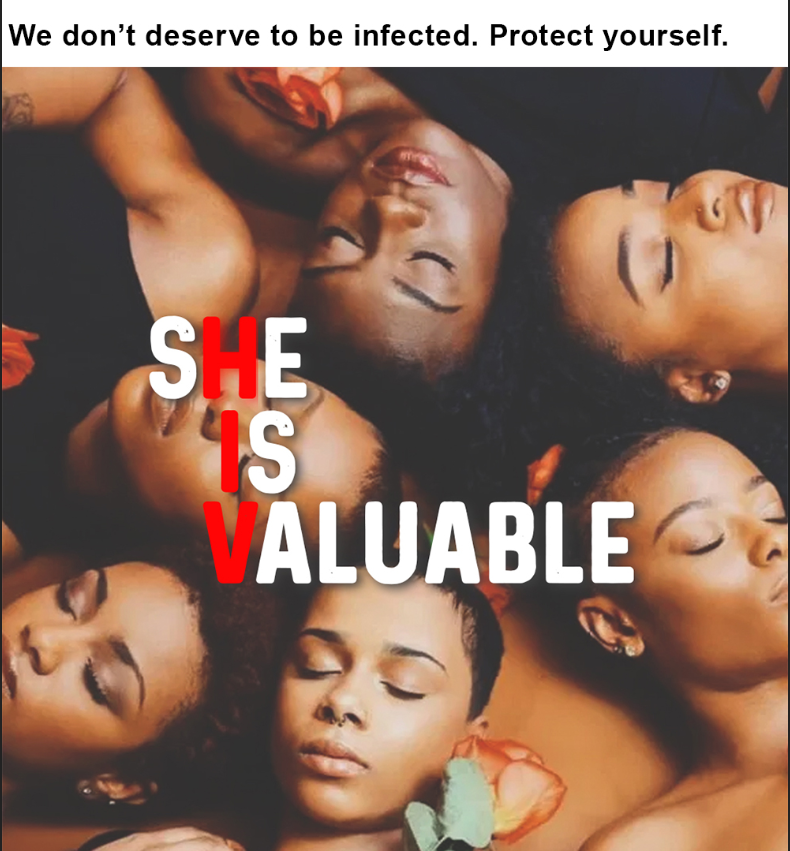 We don’t deserve to be infected. Protect yourself.
SHE
IS
VALUABLE